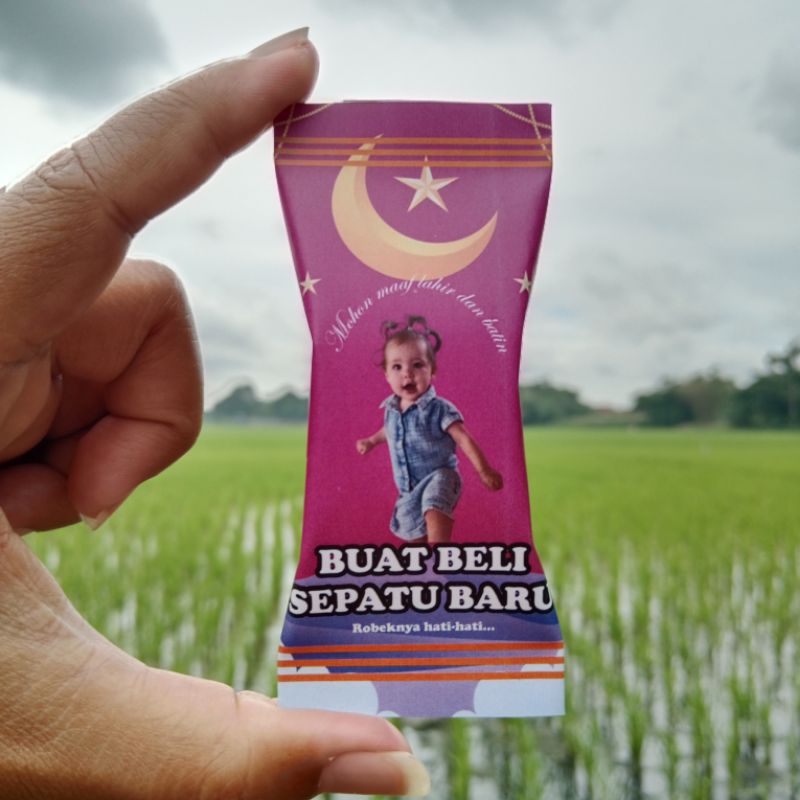 Mohon maaf lahir dan batin
BUAT BELI
SEPATU BARU
Robeknya hati-hati...